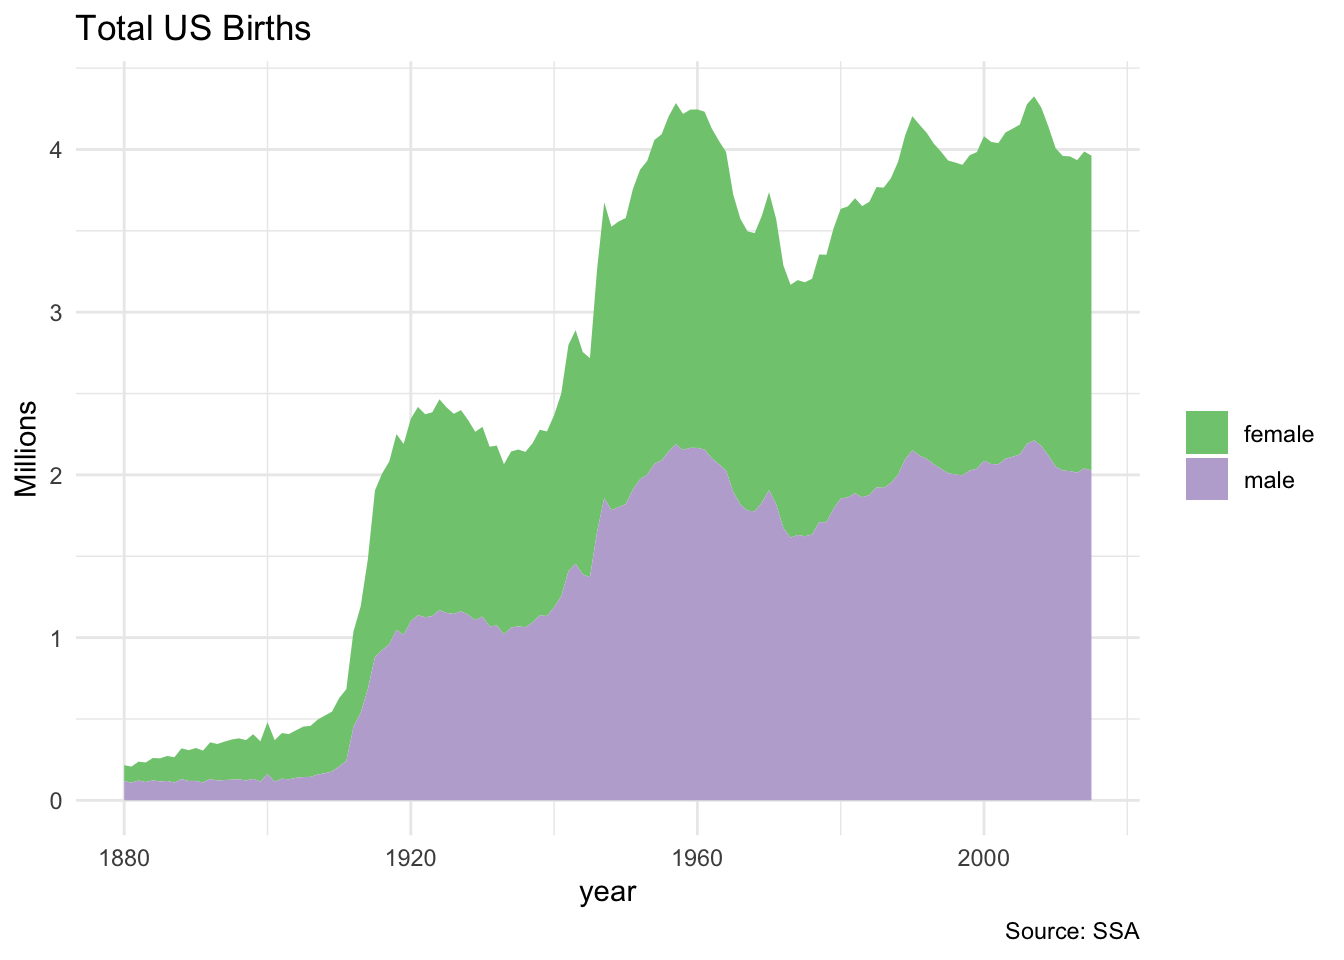 Total US Births
Millions
4
3
2
1
0
1880 1920 1960 2000
year
female
male
Source: SSA